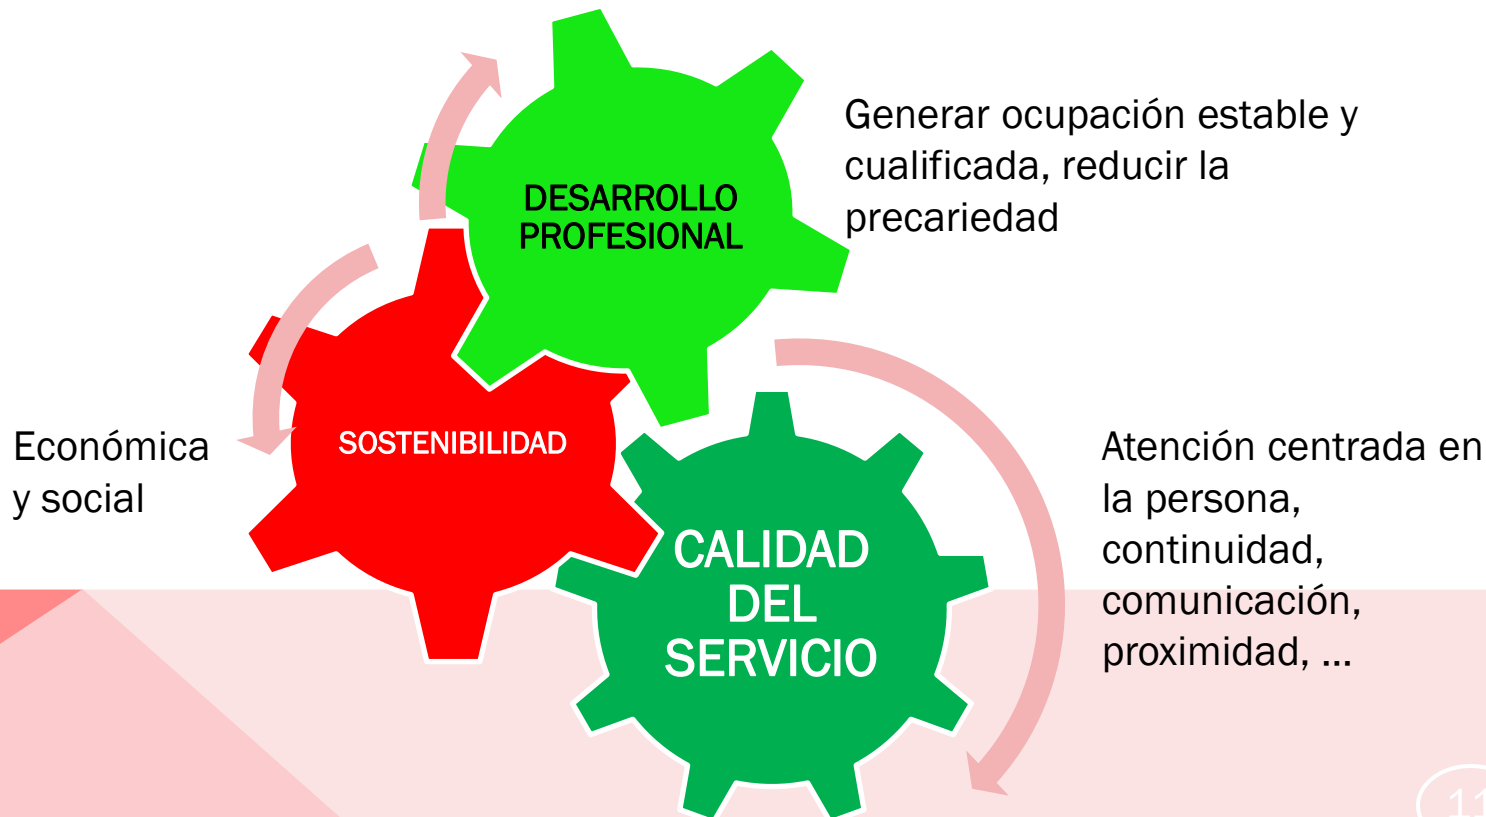 DESARROLLO
PROFESIONAL
Generar ocupación estable y
cualificada, reducir la
precariedad
SOSTENIBILIDAD
Económica
y social
CALIDAD
DEL
SERVICIO
Atención centrada en
la persona,
continuidad,
comunicación,
proximidad, ...
11